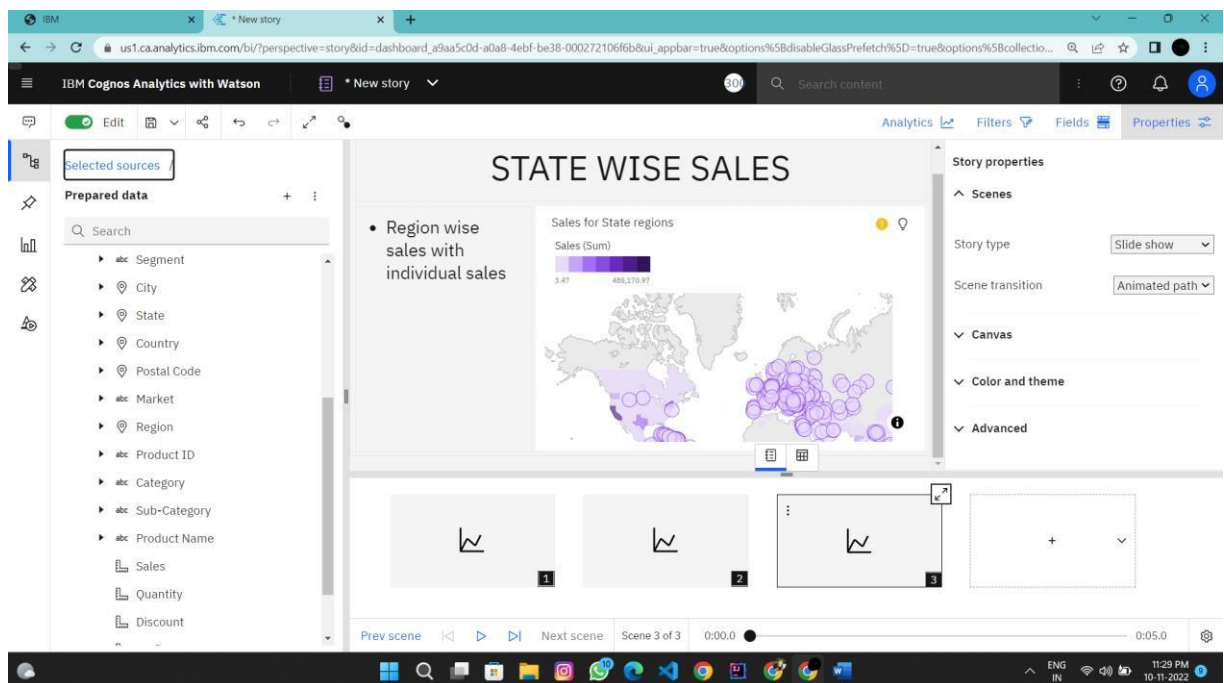 IBM
* New story
us1.ca.analytics.ibm.com/bi/?perspective=story&id=dashboard_a9aa5c0d-a0a8-4ebf-be38-000272106f6b&ui_appbar=true&options%5BdisableGlassPrefetch%5D=true&options%5Bcollectio...
IBM Cognos Analytics with Watson
* New story
Search content
Edit
Analytics
Filters
Fields
Properties
Selected sources /
Prepared data
Search
abc Segment
City
State
Country
Postal Code
abc Market
Region
abc Product ID
abc Category
abc Sub-Category
abc Product Name
Sales
Quantity
Discount
STATE WISE SALES
• Region wise
sales with
individual sales
Sales for State regions
Sales (Sum)
3.47 485,170.97
Story properties
Scenes
Story type Slide show
Scene transition Animated path
Canvas
Color and theme
Advanced
1
2
3
Prev scene
Next scene
Scene 3 of 3
0:00.0
0:05.0
ENG
IN
11:29 PM
10-11-2022